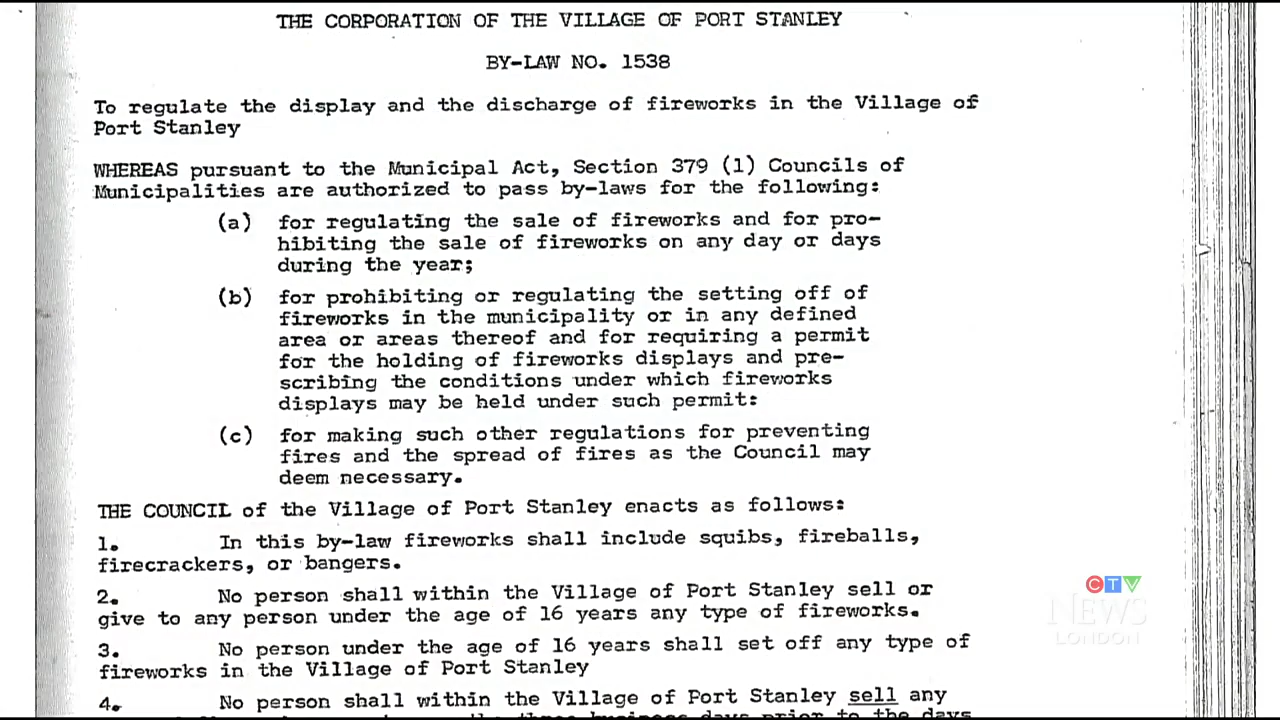 THE CORPORATION OF THE VILLAGE OF PORT STANLEY
BY-LAW NO. 1538
To regulate the display and the discharge of fireworks in the Village of
Port Stanley
WHEREAS pursuant to the Municipal Act, Section 379 (1) Councils of
Municipalities are authorized to pass by-laws for the following:
(a) for regulating the sale of fireworks and for pro-
hibiting the sale of fireworks on any day or days
during the year;
(b) for prohibiting or regulating the setting off of
fireworks in the municipality or in any defined
area or areas thereof and for requiring a permit
for the holding of fireworks displays and pre-
scribing the conditions under which fireworks
displays may be held under such permit:
(c) for making such other regulations for preventing
fires and the spread of fires as the Council may
deem necessary.
THE COUNCIL of the Village of Port Stanley enacts as follows:
1. In this by-law fireworks shall include squibs, fireballs,
firecrackers, or bangers.
2. No person shall within the Village of Port Stanley sell or
give to any person under the age of 16 years any type of fireworks.
3. No person under the age of 16 years shall set off any type of
fireworks in the Village of Port Stanley
4. No person shall within the Village of Port Stanley sell any
the three business days prior to the days
CTV
NEWS
LONDON